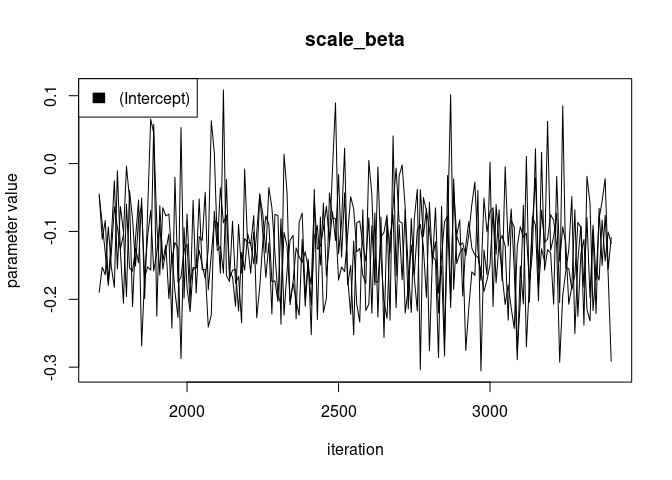 scale_beta
(Intercept)
parameter value
0.1
0.0
-0.1
-0.2
-0.3
2000 2500 3000
iteration